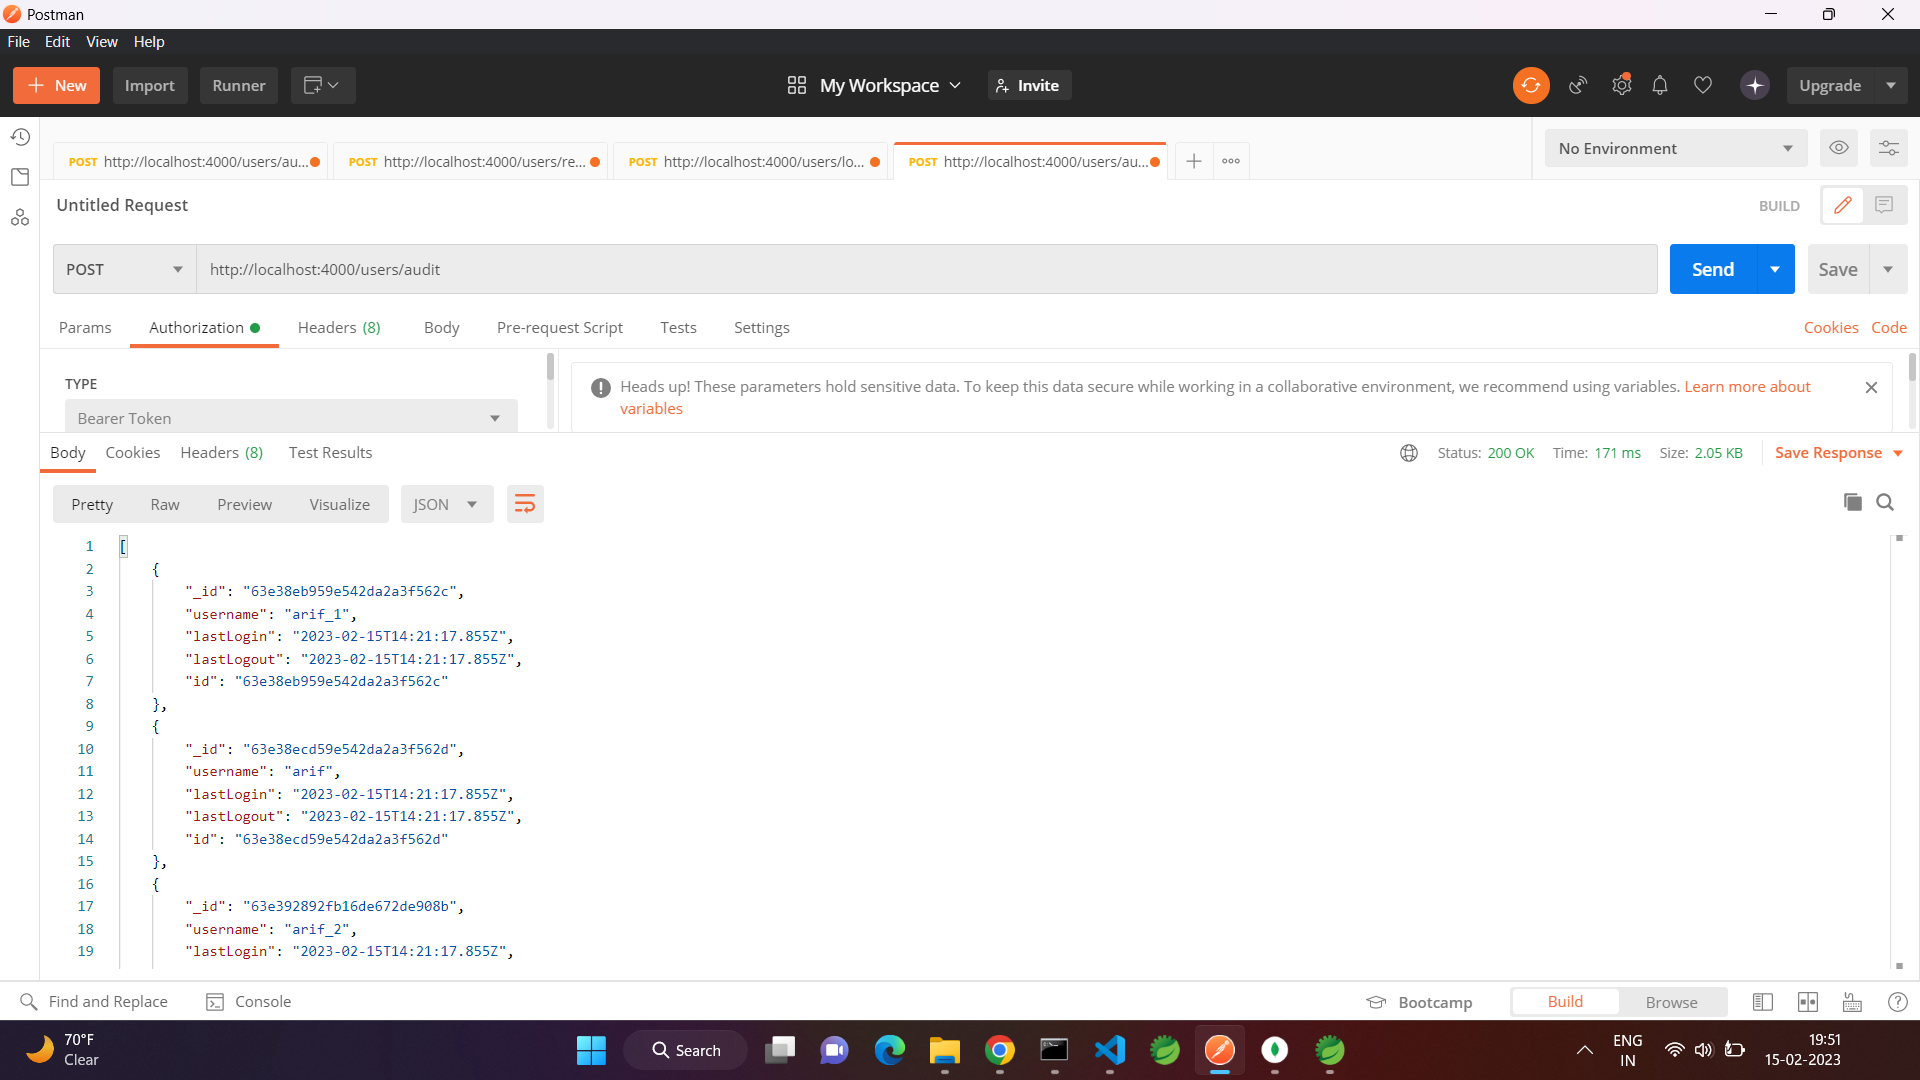 Postman
File Edit View Help
New Import Runner My Workspace Invite Upgrade
POST http://localhost:4000/users/au... POST http://localhost:4000/users/re... POST http://localhost:4000/users/lo... POST http://localhost:4000/users/au... No Environment
Untitled Request BUILD
POST http://localhost:4000/users/audit Send Save
Params Authorization Headers (8) Body Pre-request Script Tests Settings Cookies Code
TYPE
Bearer Token
Heads up! These parameters hold sensitive data. To keep this data secure while working in a collaborative environment, we recommend using variables. Learn more about
variables
Body Cookies Headers (8) Test Results Status: 200 OK Time: 171 ms Size: 2.05 KB Save Response
Pretty Raw Preview Visualize JSON
1 [
2 {
3 "_id": "63e38eb959e542da2a3f562c",
4 "username": "arif_1",
5 "lastLogin": "2023-02-15T14:21:17.855Z",
6 "lastLogout": "2023-02-15T14:21:17.855Z",
7 "id": "63e38eb959e542da2a3f562c"
8 },
9 {
10 "_id": "63e38ecd59e542da2a3f562d",
11 "username": "arif",
12 "lastLogin": "2023-02-15T14:21:17.855Z",
13 "lastLogout": "2023-02-15T14:21:17.855Z",
14 "id": "63e38ecd59e542da2a3f562d"
15 },
16 {
17 "_id": "63e392892fb16de672de908b",
18 "username": "arif_2",
19 "lastLogin": "2023-02-15T14:21:17.855Z",
Find and Replace Console Bootcamp Build Browse
70°F
Clear
Search
ENG
IN
19:51
15-02-2023